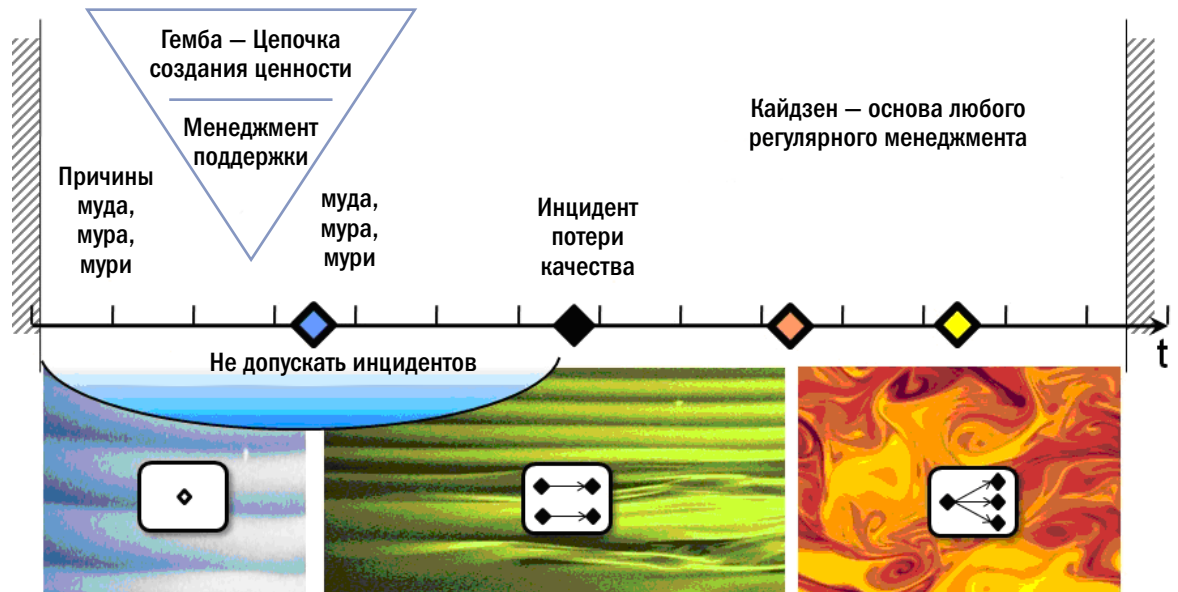 Гемба — Цепочка
создания ценности
Менеджмент
поддержки
Причины
муда,
мура,
мури
муда,
мура,
мури
Инцидент
потери
качества
Кайдзен — основа любого
регулярного менеджмента
t
Не допускать инцидентов